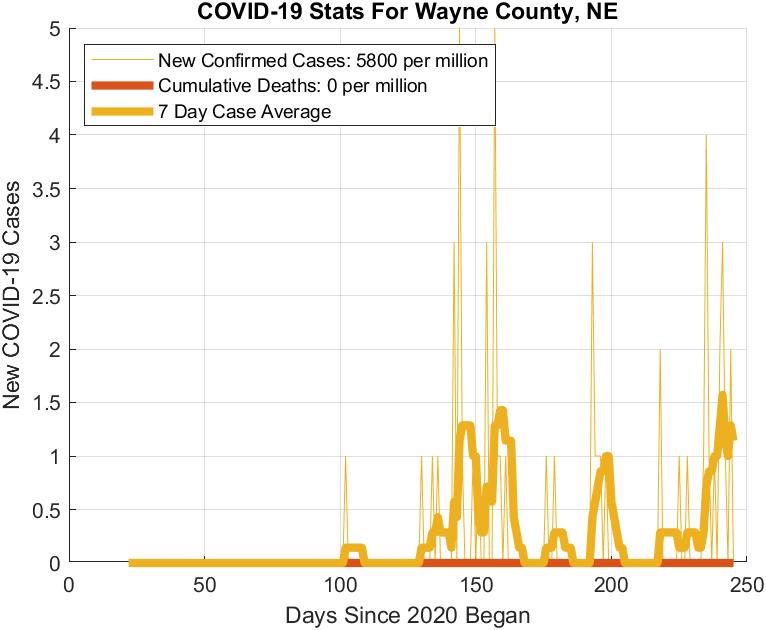 COVID-19 Stats For Wayne County, NE
New Confirmed Cases: 5800 per million
Cumulative Deaths: 0 per million
7 Day Case Average
New COVID-19 Cases
5
4.5
4
3.5
3
2.5
2
1.5
1
0.5
0
0 50 100 150 200 250
Days Since 2020 Began